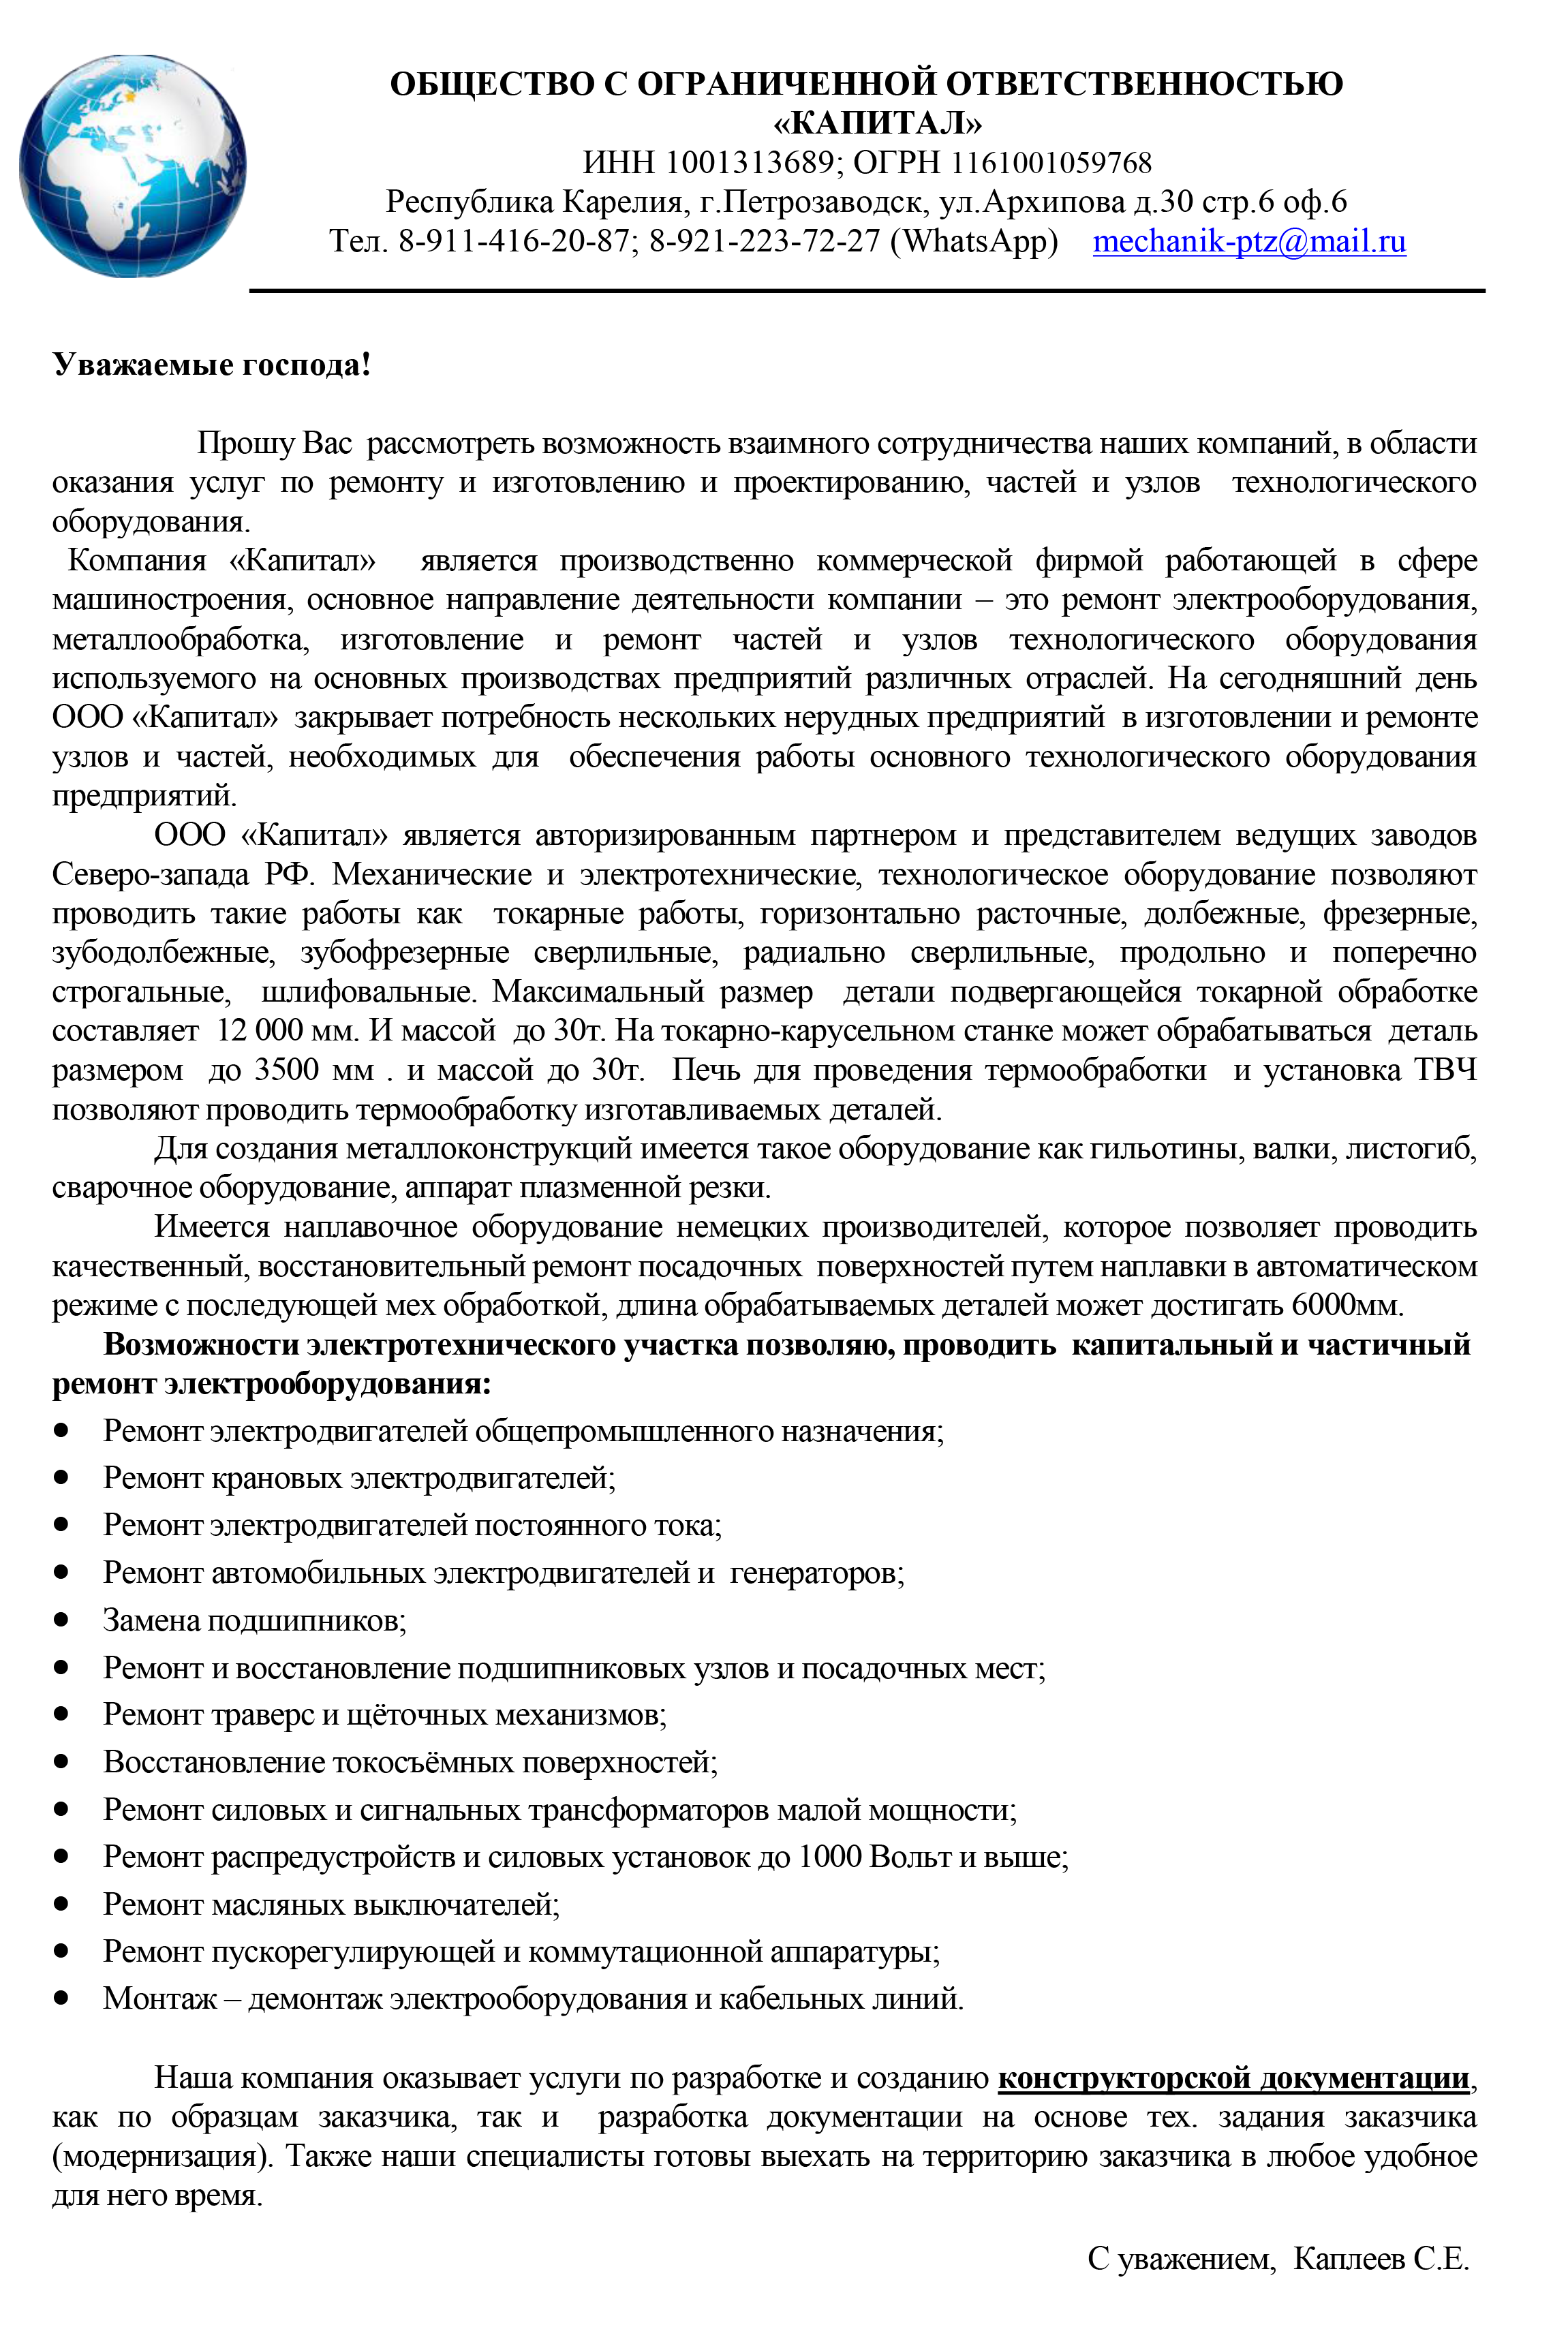 ОБЩЕСТВО С ОГРАНИЧЕННОЙ ОТВЕТСТВЕННОСТЬЮ
«КАПИТАЛ»
ИНН 1001313689; ОГРН 1161001059768
Республика Карелия, г.Петрозаводск, ул.Архипова д.30 стр.6 оф.6
Тел. 8-911-416-20-87; 8-921-223-72-27 (WhatsApp) mechanik-ptz@mail.ru
Уважаемые господа!
Прошу Вас рассмотреть возможность взаимного сотрудничества наших компаний, в области
оказания услуг по ремонту и изготовлению и проектированию, частей и узлов технологического
оборудования.
Компания «Капитал» является производственно коммерческой фирмой работающей в сфере
машиностроения, основное направление деятельности компании – это ремонт электрооборудования,
металлообработка, изготовление и ремонт частей и узлов технологического оборудования
используемого на основных производствах предприятий различных отраслей. На сегодняшний день
ООО «Капитал» закрывает потребность нескольких нерудных предприятий в изготовлении и ремонте
узлов и частей, необходимых для обеспечения работы основного технологического оборудования
предприятий.
ООО «Капитал» является авторизированным партнером и представителем ведущих заводов
Северо-запада РФ. Механические и электротехнические, технологическое оборудование позволяют
проводить такие работы как токарные работы, горизонтально расточные, долбежные, фрезерные,
зубодолбежные, зубофрезерные сверлильные, радиально сверлильные, продольно и поперечно
строгальные, шлифовальные. Максимальный размер детали подвергающейся токарной обработке
составляет 12 000 мм. И массой до 30т. На токарно-карусельном станке может обрабатываться деталь
размером до 3500 мм . и массой до 30т. Печь для проведения термообработки и установка ТВЧ
позволяют проводить термообработку изготавливаемых деталей.
Для создания металлоконструкций имеется такое оборудование как гильотины, валки, листогиб,
сварочное оборудование, аппарат плазменной резки.
Имеется наплавочное оборудование немецких производителей, которое позволяет проводить
качественный, восстановительный ремонт посадочных поверхностей путем наплавки в автоматическом
режиме с последующей мех обработкой, длина обрабатываемых деталей может достигать 6000мм.
Возможности электротехнического участка позволяю, проводить капитальный и частичный
ремонт электрооборудования:
• Ремонт электродвигателей общепромышленного назначения;
• Ремонт крановых электродвигателей;
• Ремонт электродвигателей постоянного тока;
• Ремонт автомобильных электродвигателей и генераторов;
• Замена подшипников;
• Ремонт и восстановление подшипниковых узлов и посадочных мест;
• Ремонт траверс и щёточных механизмов;
• Восстановление токосъёмных поверхностей;
• Ремонт силовых и сигнальных трансформаторов малой мощности;
• Ремонт распредустройств и силовых установок до 1000 Вольт и выше;
• Ремонт масляных выключателей;
• Ремонт пускорегулирующей и коммутационной аппаратуры;
• Монтаж – демонтаж электрооборудования и кабельных линий.
Наша компания оказывает услуги по разработке и созданию конструкторской документации,
как по образцам заказчика, так и разработка документации на основе тех. задания заказчика
(модернизация). Также наши специалисты готовы выехать на территорию заказчика в любое удобное
для него время.
С уважением, Каплеев С.Е.